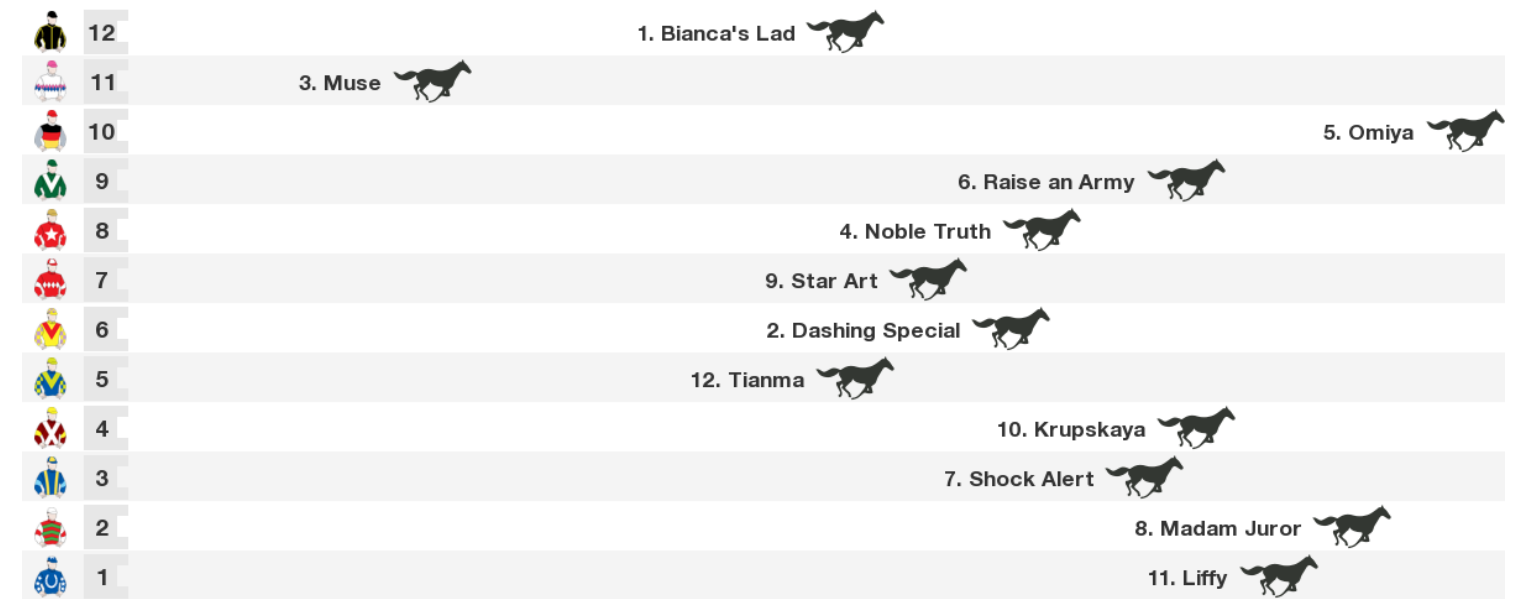 12 1. Bianca's Lad
11 3. Muse
10 5. Omiya
9 6. Raise an Army
8 4. Noble Truth
7 9. Star Art
6 2. Dashing Special
5 12. Tianma
4 10. Krupskaya
3 7. Shock Alert
2 8. Madam Juror
1 11. Liffy